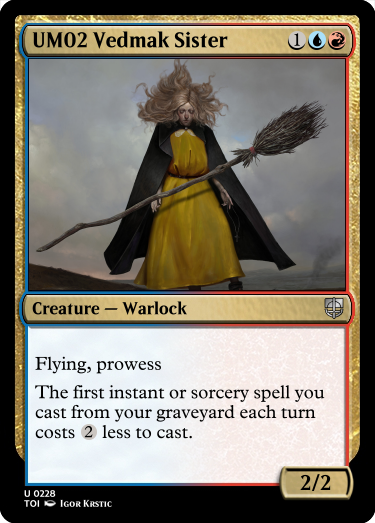 UM02 Vedmak Sister 1
Creature — Warlock
Flying, prowess
The first instant or sorcery spell you
cast from your graveyard each turn
costs 2 less to cast.
2/2
U 0228
TOI Igor Krstic